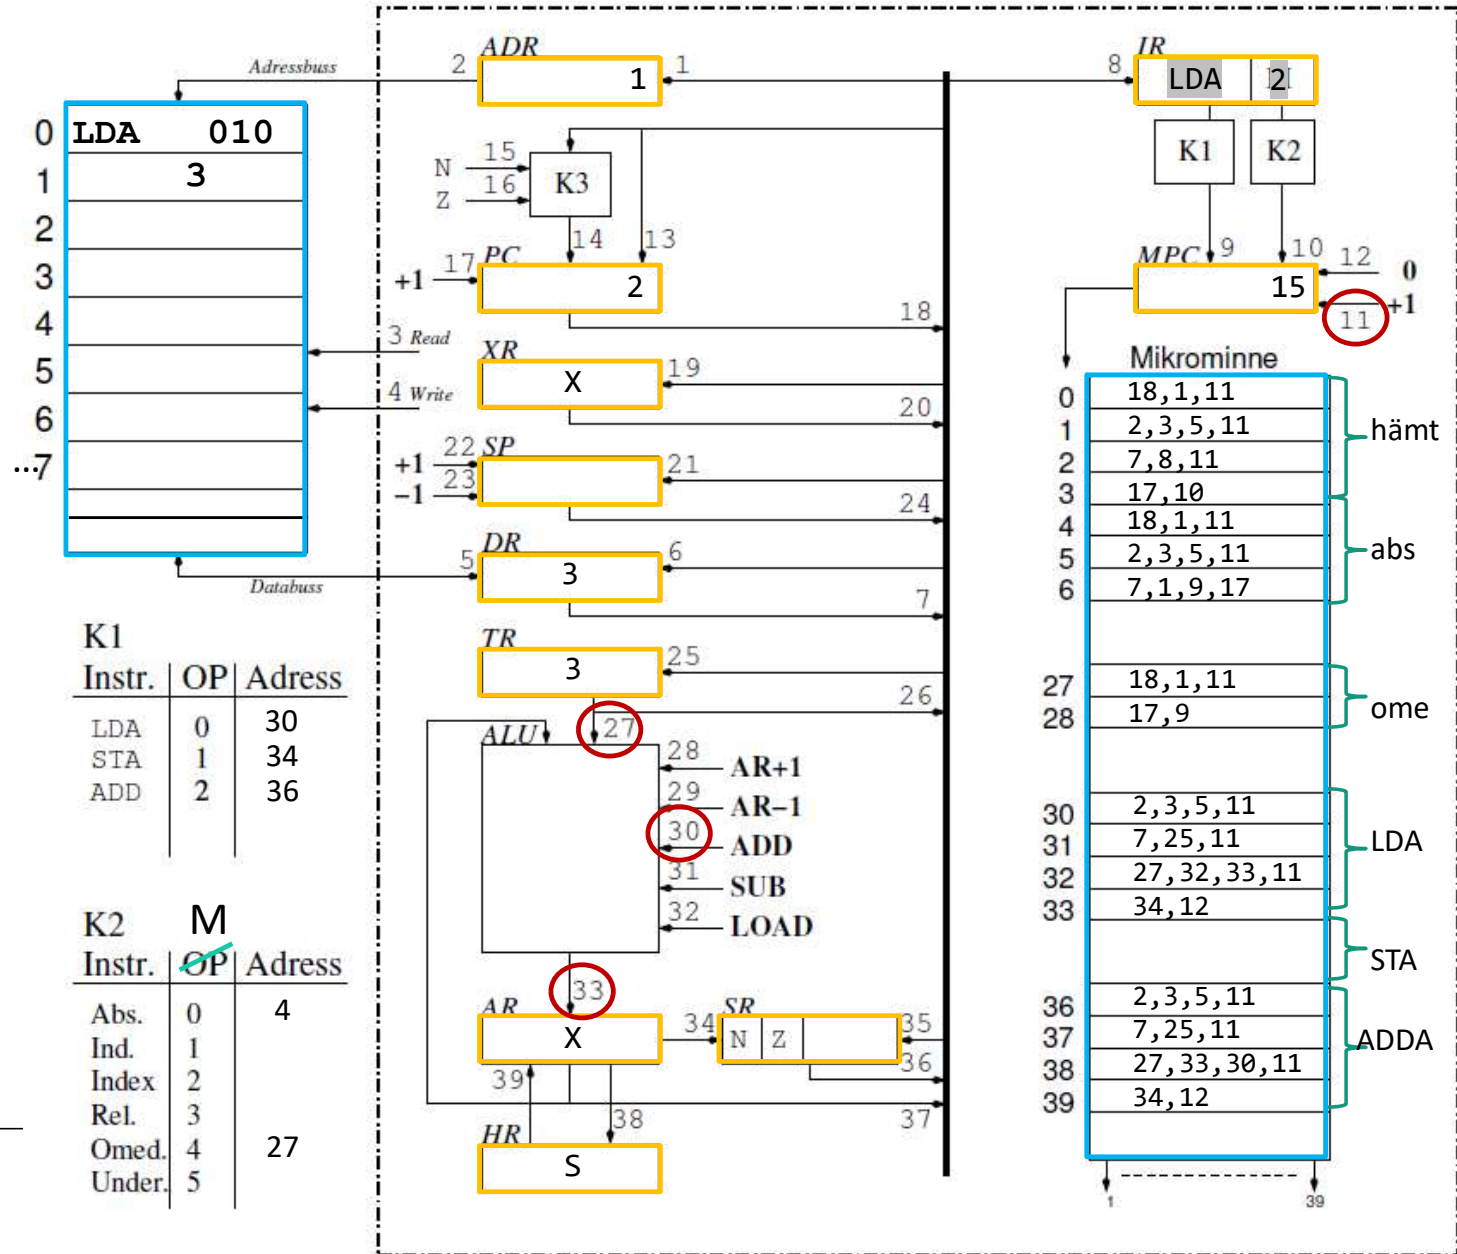 Adressbuss
2
ADR
1
1
8
IR
LDA 2
K1
K2
0 LDA 010
1 3
2
3
4
5
6
...7
N 15
Z 16
K3
14
13
+1 17
PC
2
18
3 Read
4 Write
XR
X
19
20
+1 22
-1 23
SP
21
24
Databuss
5
DR
3
6
7
TR
3
25
26
27
ALU
28 AR+1
29 AR−1
30 ADD
31 SUB
32 LOAD
33
AR
X
34
SR
N Z
35
36
37
39
38
HR
S
MPC
9
10
12 0
11 +1
15
Mikrominne
0 18,1,11
1 2,3,5,11
2 7,8,11
3 17,10
hämt
4 18,1,11
5 2,3,5,11
6 7,1,9,17
abs
27 18,1,11
28 17,9
ome
30 2,3,5,11
31 7,25,11
32 27,32,33,11
33 34,12
LDA
STA
36 2,3,5,11
37 7,25,11
38 27,33,30,11
39 34,12
ADDA
1
39
K1
Instr. OP Adress
LDA 0 30
STA 1 34
ADD 2 36
K2 M
Instr. OP Adress
Abs. 0 4
Ind. 1
Index 2
Rel. 3
Omed. 4 27
Under. 5